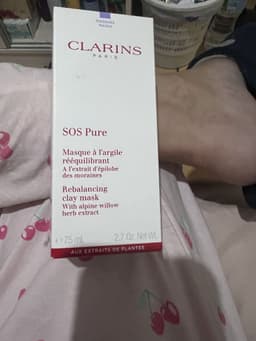 CLARINS
PARIS
SOS Pure
Masque à l'argile
rééquilibrant
A l'extrait d'épilobe
des moraines
Rebalancing
clay mask
With alpine willow
herb extract
75 mL
2.7 Oz. Net Wt.
AUX EXTRAITS DE PLANTES